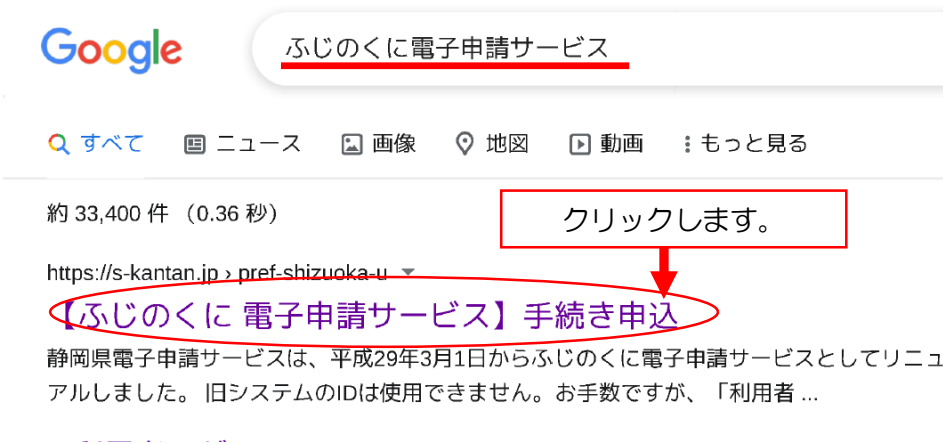 Google
ふじのくに電子申請サービス
すべて ニュース 画像 地図 動画 もっと見る
約 33,400 件 （0.36 秒）
クリックします。
https://s-kantan.jp › pref-shizuoka-u
【ふじのくに 電子申請サービス】手続き申込
静岡県電子申請サービスは、平成29年3月1日からふじのくに電子申請サービスとしてリニュ
アルしました。 旧システムのIDは使用できません。お手数ですが、「利用者 ...